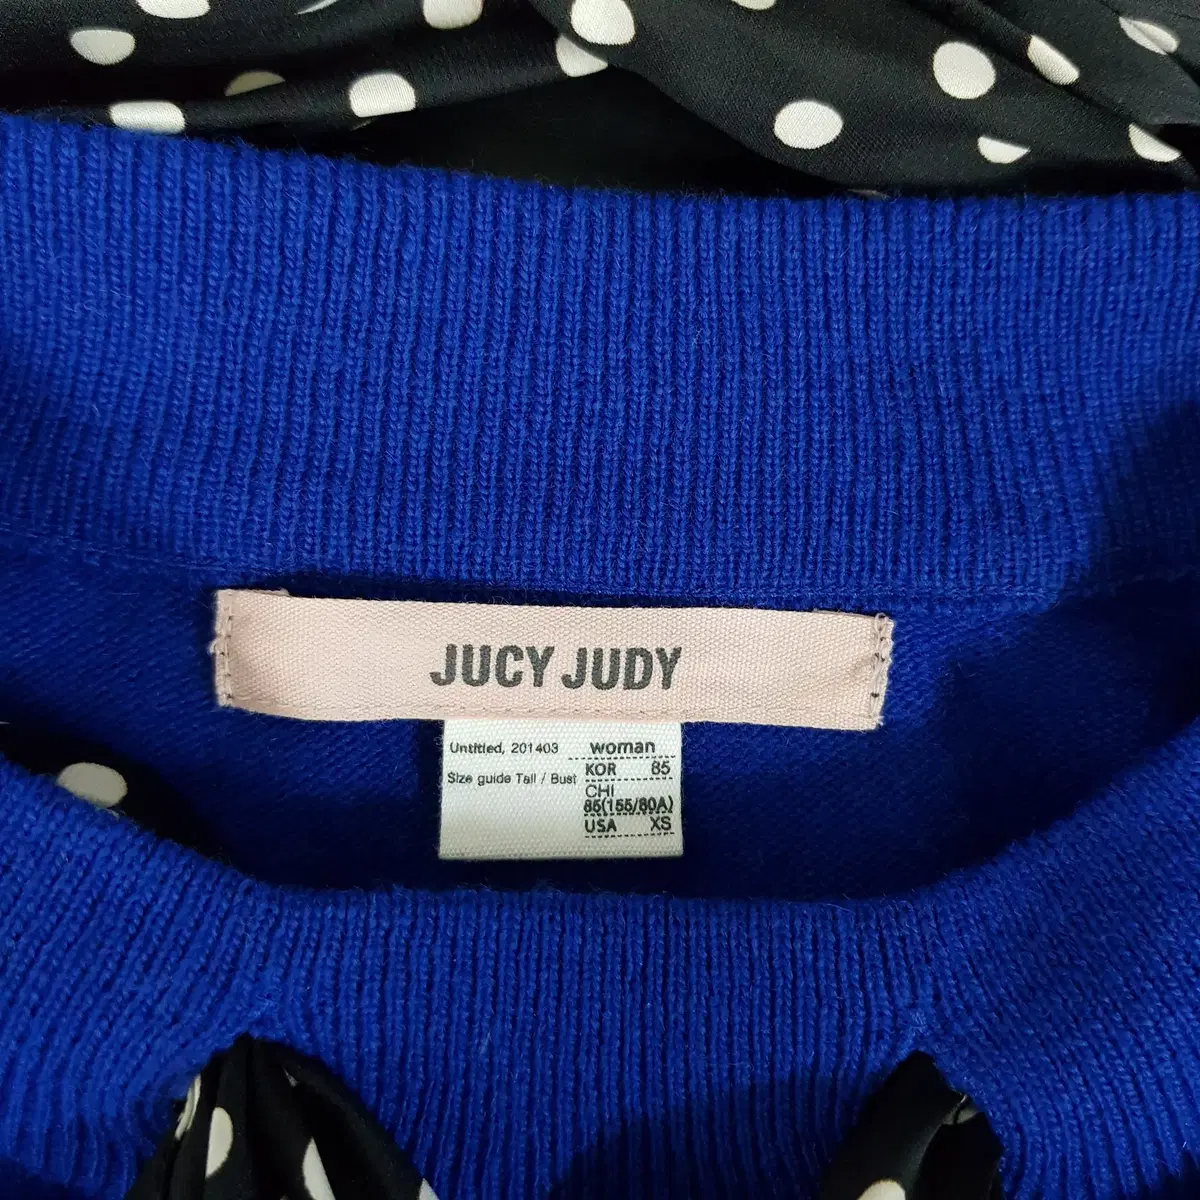 JUCY JUDY
Untitled, 201403 woman
Size guide Tall / Bust KOR 85
CHI
85(155/80A)
USA XS